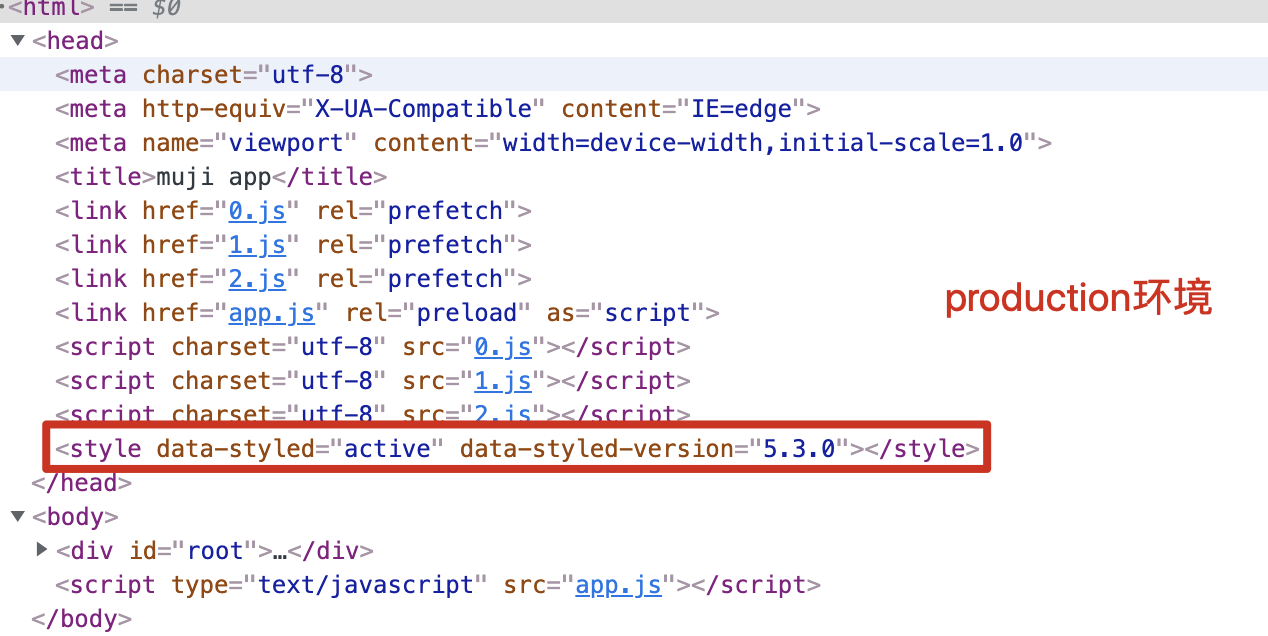 <html> == $0
▼<head>
<meta charset="utf-8">
<meta http-equiv="X-UA-Compatible" content="IE=edge">
<meta name="viewport" content="width=device-width,initial-scale=1.0">
<title>muji app</title>
<link href="0.js" rel="prefetch">
<link href="1.js" rel="prefetch">
<link href="2.js" rel="prefetch">
production环境
<link href="app.js" rel="preload" as="script">
<script charset="utf-8" src="0.js"></script>
<script charset="utf-8" src="1.js"></script>
<script charset="utf-8" src="2.js"></script>
<style data-styled="active" data-styled-version="5.3.0"></style>
</head>
▼<body>
▶<div id="root">…</div>
<script type="text/javascript" src="app.js"></script>
</body>